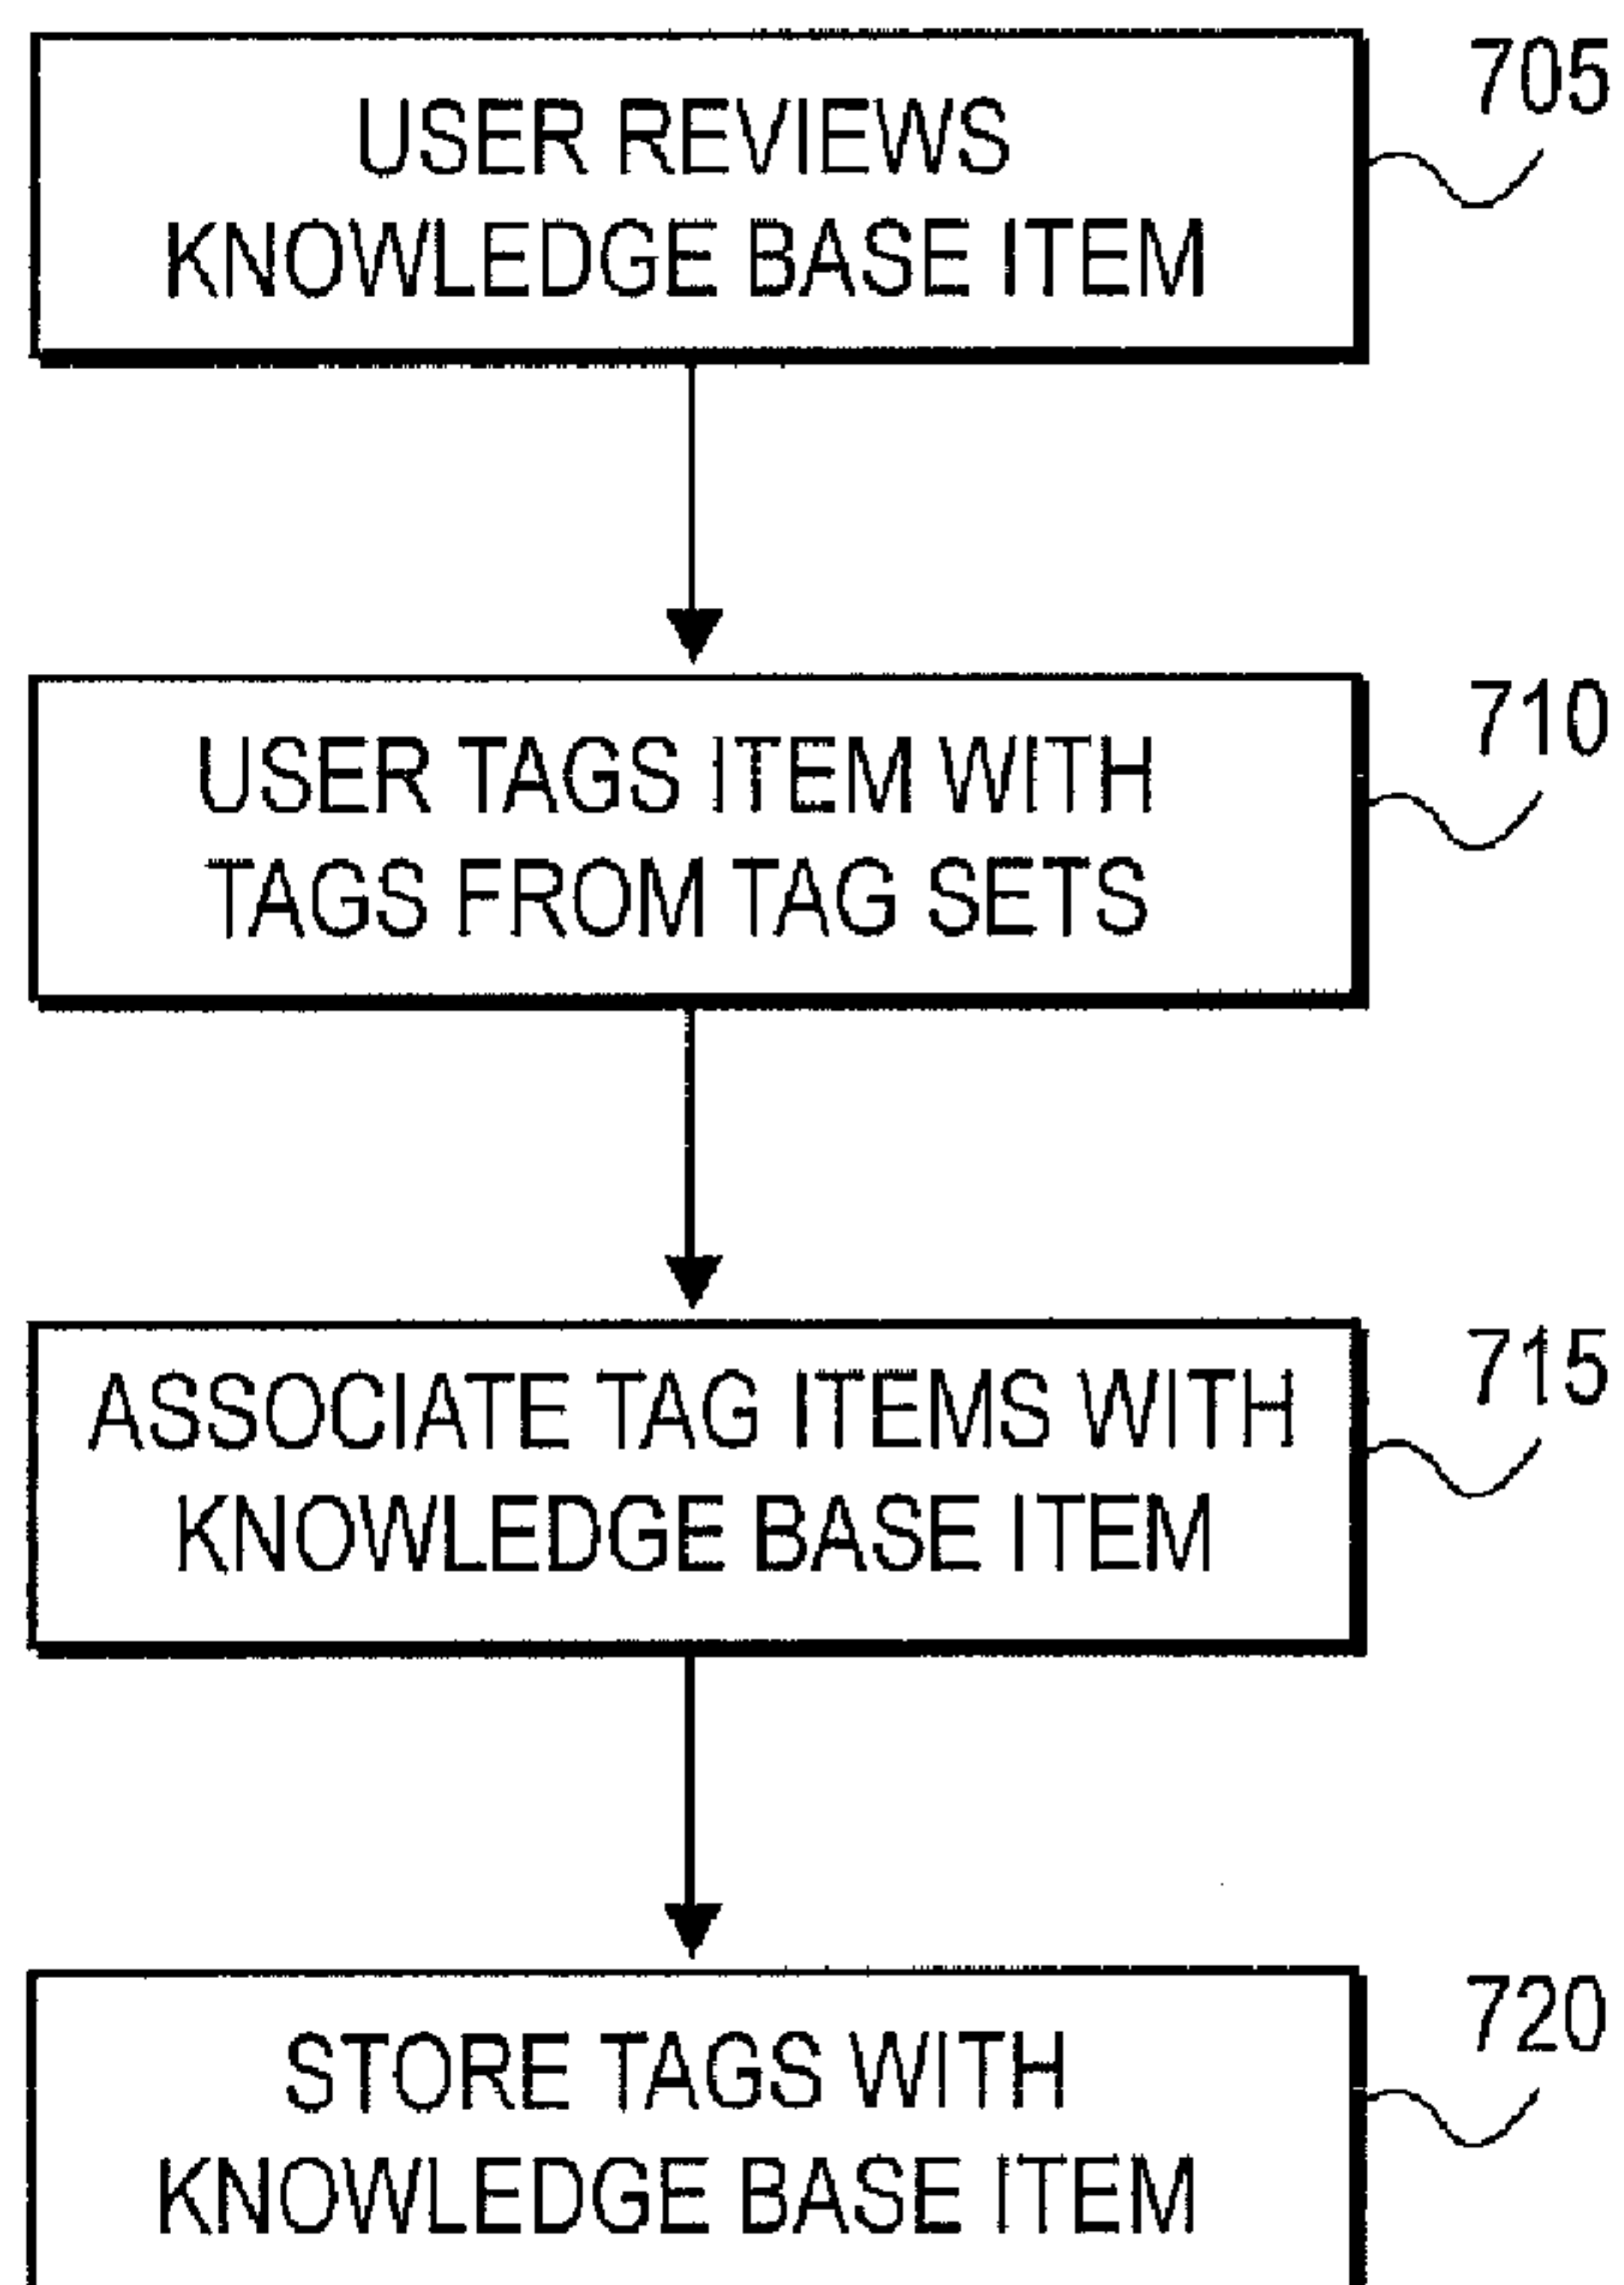 705
USER REVIEWS
KNOWLEDGE BASE ITEM
710
USER TAGS ITEM WITH
TAGS FROM TAG SETS
715
ASSOCIATE TAG ITEMS WITH
KNOWLEDGE BASE ITEM
720
STORE TAGS WITH
KNOWLEDGE BASE ITEM